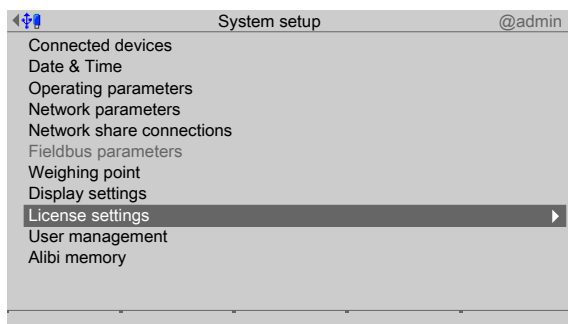 System setup @admin
Connected devices
Date & Time
Operating parameters
Network parameters
Network share connections
Fieldbus parameters
Weighing point
Display settings
License settings
User management
Alibi memory